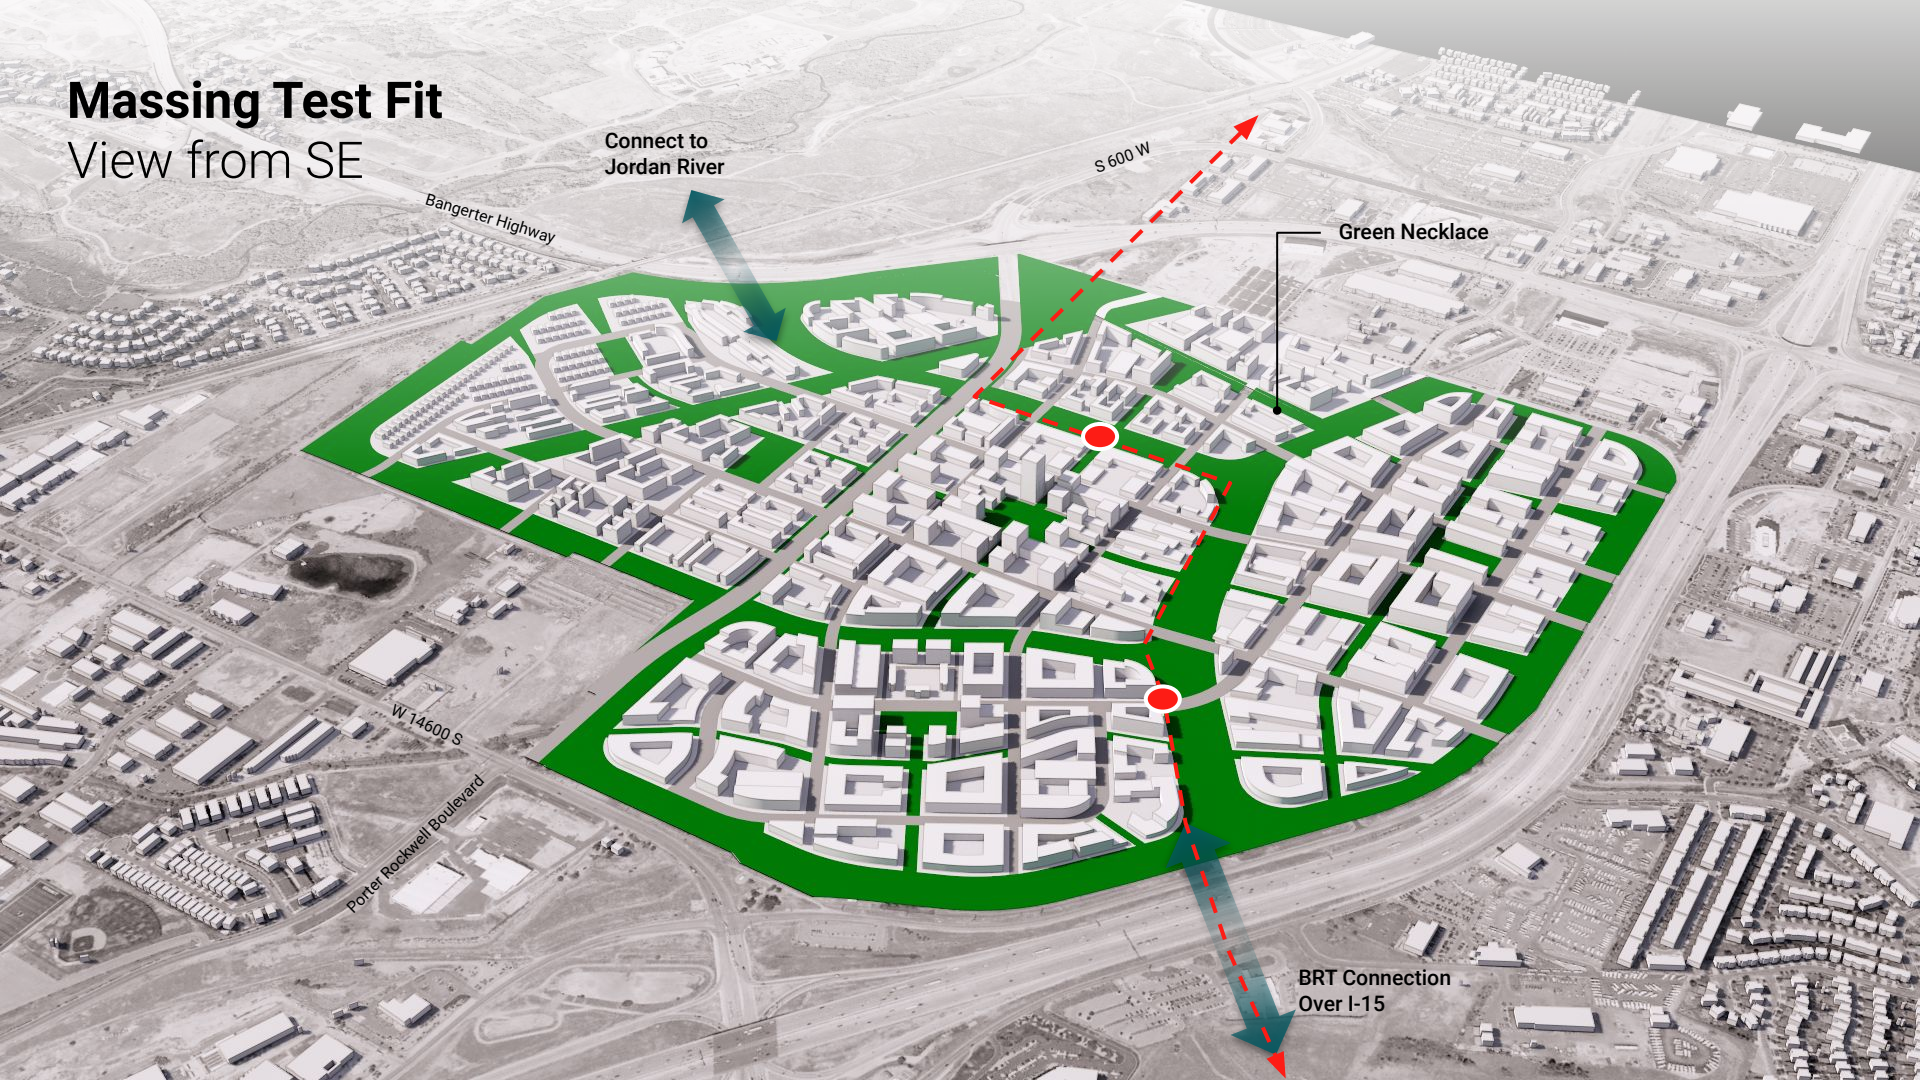 Massing Test Fit
View from SE
Connect to
Jordan River
S 600 W
Bangerter Highway
Green Necklace
W 14600 S
Porter Rockwell Boulevard
BRT Connection
Over I-15